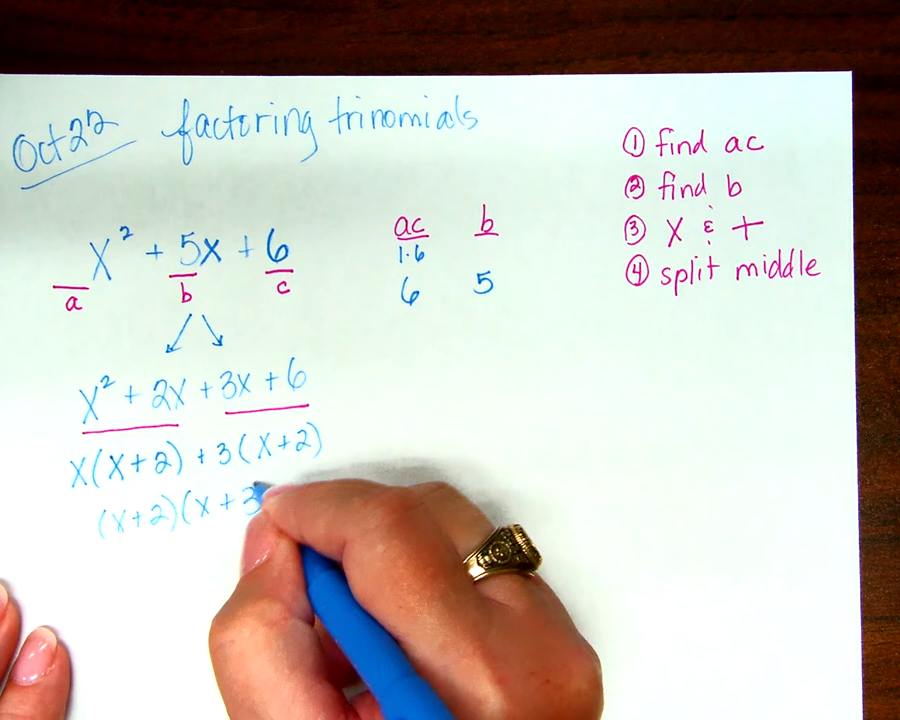 Oct 22 factoring trinomials
① find ac
② find b
③ X & +
④ split middle
x² + 5x + 6
a b c
ac b
1·6
6 5
x² + 2x + 3x + 6
x(x+2) + 3(x+2)
(x+2)(x+3